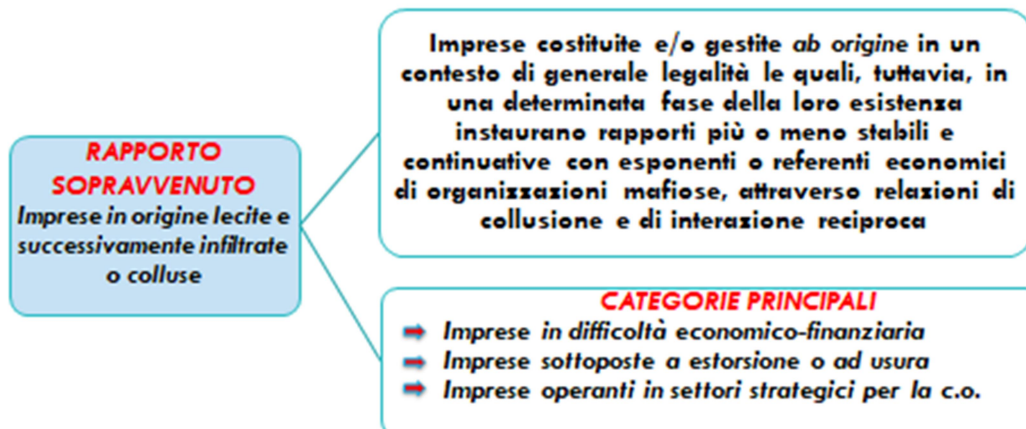 RAPPORTO
SOPRAVVENUTO
Imprese in origine lecite e
successivamente infiltrate
o colluse
Imprese costituite e/o gestite ab origine in un
contesto di generale legalità le quali, tuttavia, in
una determinata fase della loro esistenza
instaurano rapporti più o meno stabili e
continuative con esponenti o referenti economici
di organizzazioni mafiose, attraverso relazioni di
collusione e di interazione reciproca
CATEGORIE PRINCIPALI
Imprese in difficoltà economico-finanziaria
Imprese sottoposte a estorsione o ad usura
Imprese operanti in settori strategici per la c.o.